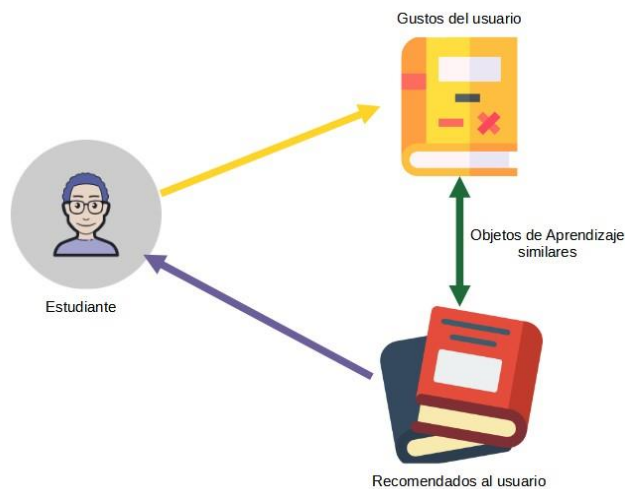 Gustos del usuario
Objetos de Aprendizaje
similares
Estudiante
Recomendados al usuario